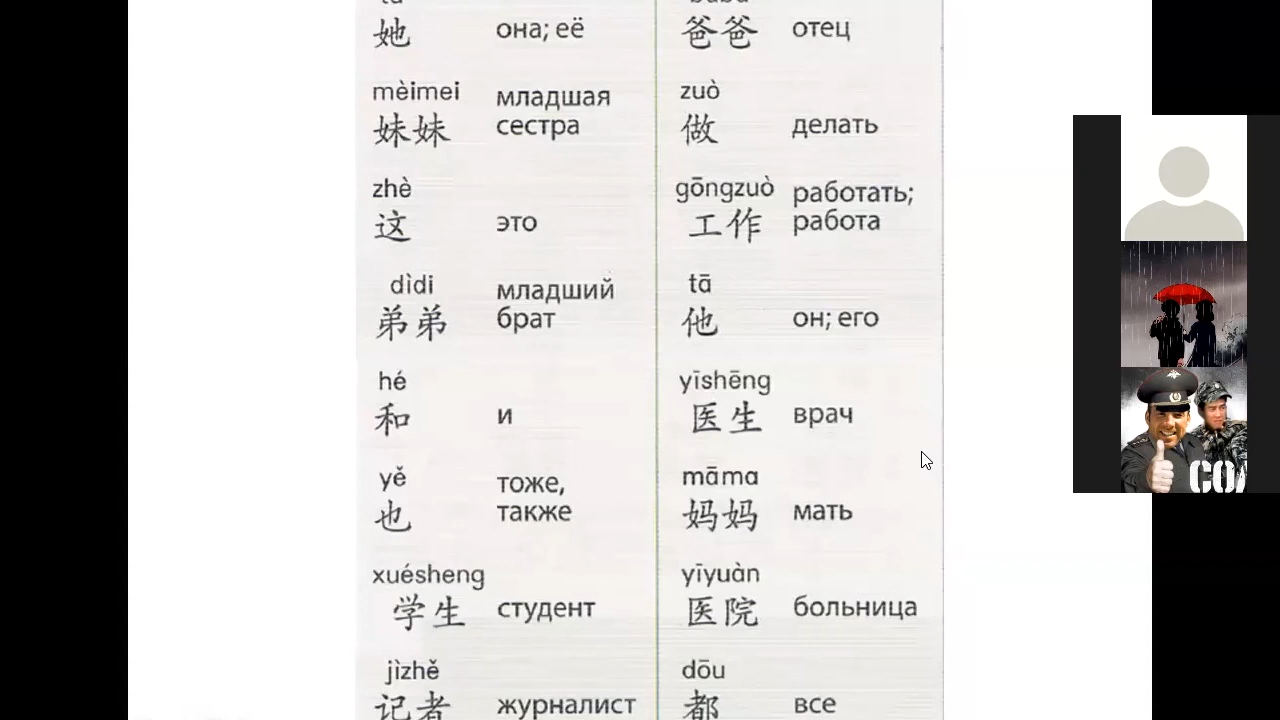 她 она; её
mèimei
妹妹 младшая
сестра
zhè
这 это
dìdi
弟弟 младший
брат
hé
和 и
yě
也 тоже,
также
xuésheng
学生 студент
jìzhě
记者 журналист
爸爸 отец
zuò
做 делать
gōngzuò
工作 работать;
работа
tā
他 он; его
yīshēng
医生 врач
māma
妈妈 мать
yīyuàn
医院 больница
dōu
都 все